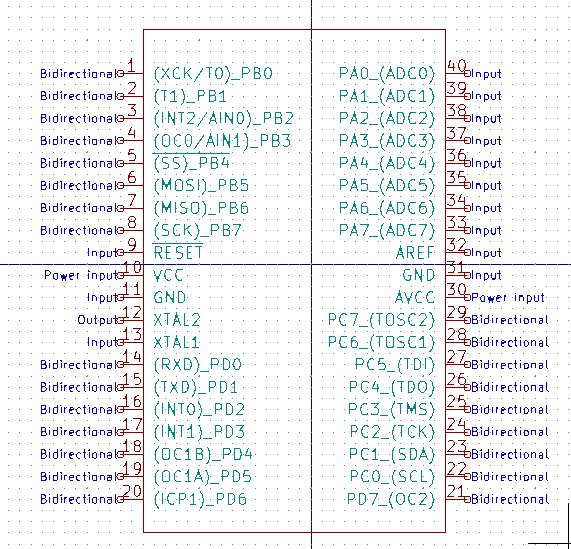 Bidirectional 1 (XCK/T0)_PB0 PA0_(ADC0) 40 Input
Bidirectional 2 (T1)_PB1 PA1_(ADC1) 39 Input
Bidirectional 3 (INT2/AIN0)_PB2 PA2_(ADC2) 38 Input
Bidirectional 4 (OC0/AIN1)_PB3 PA3_(ADC3) 37 Input
Bidirectional 5 (SS)_PB4 PA4_(ADC4) 36 Input
Bidirectional 6 (MOSI)_PB5 PA5_(ADC5) 35 Input
Bidirectional 7 (MISO)_PB6 PA6_(ADC6) 34 Input
Bidirectional 8 (SCK)_PB7 PA7_(ADC7) 33 Input
Input 9 RESET AREF 32 Input
Power input 10 VCC GND 31 Input
Input 11 GND AVCC 30 Power input
Output 12 XTAL2 PC7_(TOSC2) 29 Bidirectional
Input 13 XTAL1 PC6_(TOSC1) 28 Bidirectional
Bidirectional 14 (RXD)_PD0 PC5_(TDI) 27 Bidirectional
Bidirectional 15 (TXD)_PD1 PC4_(TDO) 26 Bidirectional
Bidirectional 16 (INT0)_PD2 PC3_(TMS) 25 Bidirectional
Bidirectional 17 (INT1)_PD3 PC2_(TCK) 24 Bidirectional
Bidirectional 18 (OC1B)_PD4 PC1_(SDA) 23 Bidirectional
Bidirectional 19 (OC1A)_PD5 PC0_(SCL) 22 Bidirectional
Bidirectional 20 (ICP1)_PD6 PD7_(OC2) 21 Bidirectional